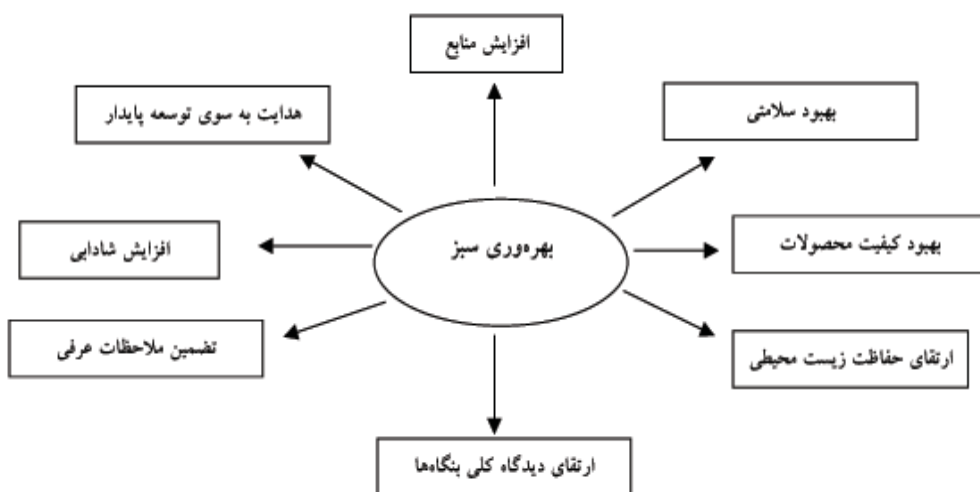 افزایش منابع
بهبود سلامتی
هدایت به سوی توسعه پایدار
بهره‌وری سبز
بهبود کیفیت محصولات
افزایش شادابی
ارتقای حفاظت زیست محیطی
تضمین ملاحظات عرفی
ارتقای دیدگاه کلی بنگاه‌ها